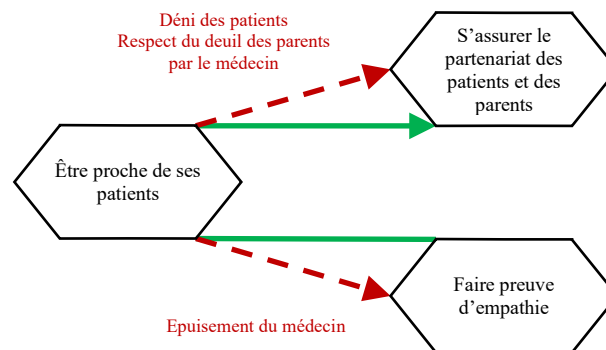 Déni des patients
Respect du deuil des parents
par le médecin
S’assurer le
partenariat des
patients et des
parents
Être proche de ses
patients
Faire preuve
d’empathie
Epuisement du médecin